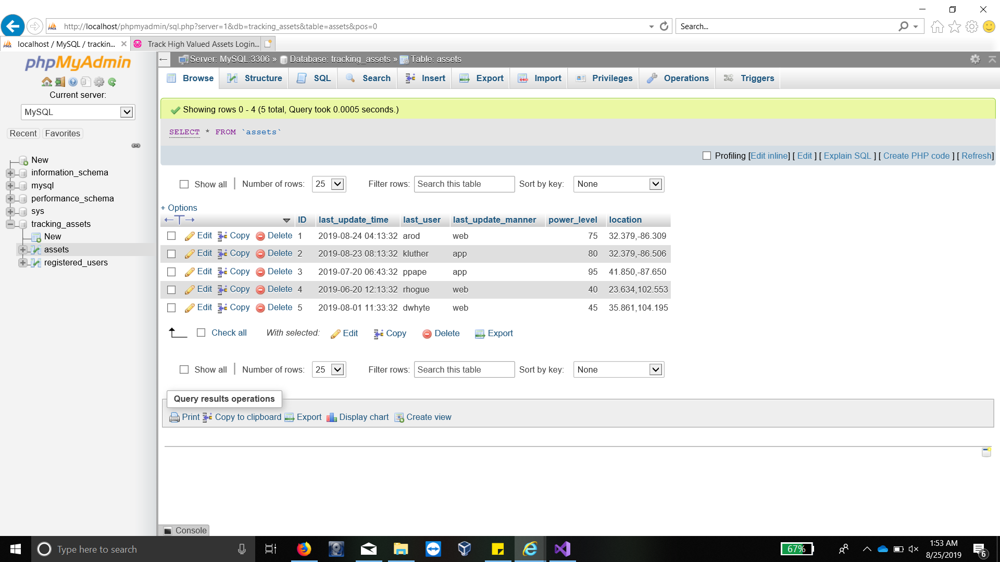 http://localhost/phpmyadmin/sql.php?server=1&db=tracking_assets&table=assets&pos=0
Search...
localhost / MySQL / trackin...
Track High Valued Assets Login...
phpMyAdmin
Current server:
MySQL
Recent
Favorites
New
information_schema
mysql
performance_schema
sys
tracking_assets
New
assets
registered_users
Server: MySQL:3306 » Database: tracking_assets » Table: assets
Browse Structure SQL Search Insert Export Import Privileges Operations Triggers
Showing rows 0 - 4 (5 total, Query took 0.0005 seconds.)
SELECT * FROM `assets`
Profiling [Edit inline] [ Edit ] [ Explain SQL ] [ Create PHP code ] [ Refresh]
Show all | Number of rows: 25 Filter rows: Search this table Sort by key: None
+ Options
←T→ ID last_update_time last_user last_update_manner power_level location
Edit Copy Delete 1 2019-08-24 04:13:32 arod web 75 32.379,-86.309
Edit Copy Delete 2 2019-08-23 08:13:32 kluther app 80 32.379,-86.506
Edit Copy Delete 3 2019-07-20 06:43:32 ppape app 95 41.850,-87.650
Edit Copy Delete 4 2019-06-20 12:13:32 rhogue web 40 23.634,102.553
Edit Copy Delete 5 2019-08-01 11:33:32 dwhyte web 45 35.861,104.195
Check all With selected: Edit Copy Delete Export
Show all | Number of rows: 25 Filter rows: Search this table Sort by key: None
Query results operations
Print Copy to clipboard Export Display chart Create view
Console
Type here to search
67%
1:53 AM
8/25/2019
6